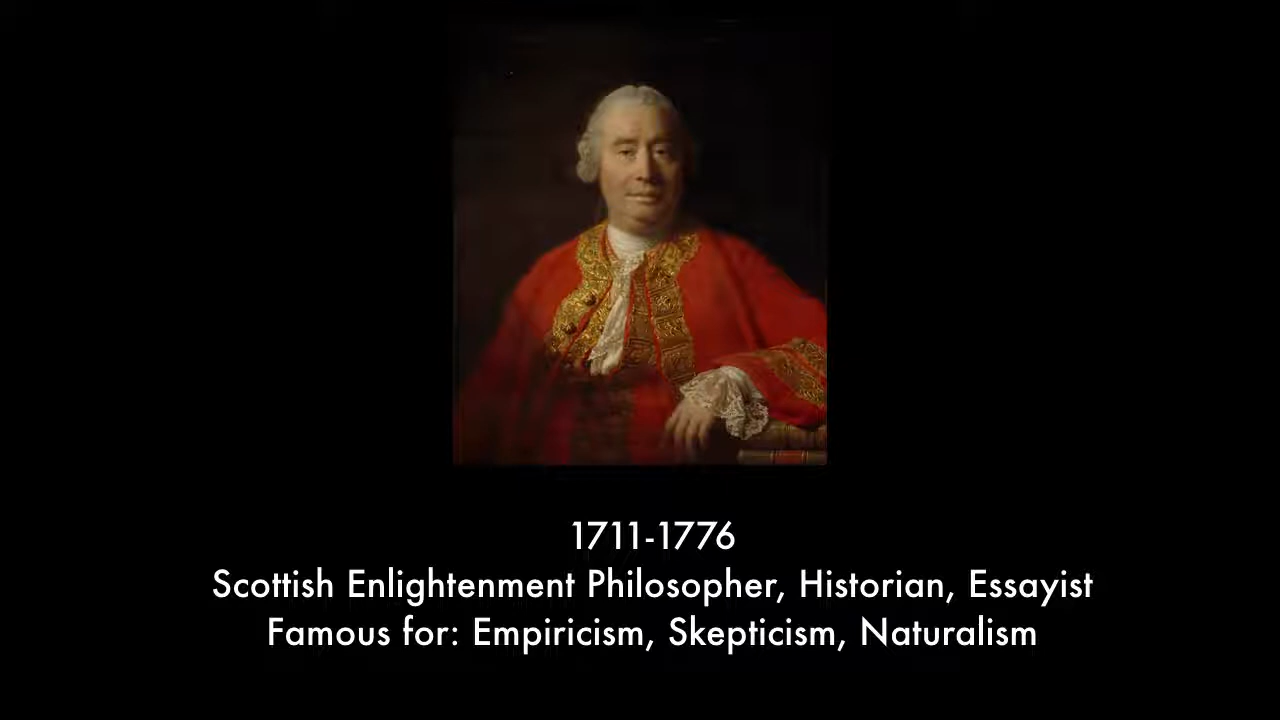 1711-1776
Scottish Enlightenment Philosopher, Historian, Essayist
Famous for: Empiricism, Skepticism, Naturalism